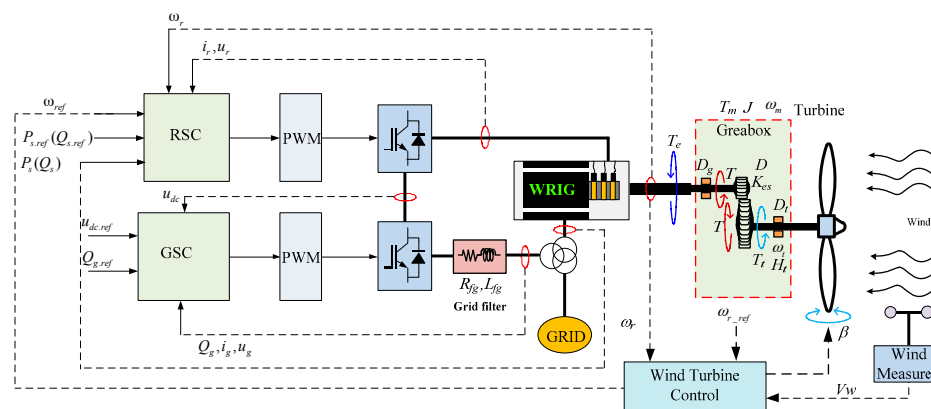 ω_r
i_r, u_r
ω_ref
P_s.ref(Q_s.ref)
P_s(Q_s)
RSC
PWM
T_m J ω_m
Turbine
Greabox
T_e
D_g
T
D
K_es
WRIG
u_dc
u_dc.ref
Q_g.ref
GSC
PWM
T
T_t
D_t
ω_t
H_t
Wind
R_fg, L_fg
Grid filter
GRID
Q_g, i_g, u_g
ω_r
ω_r_ref
β
Wind Turbine
Control
Vw
Wind
Measure